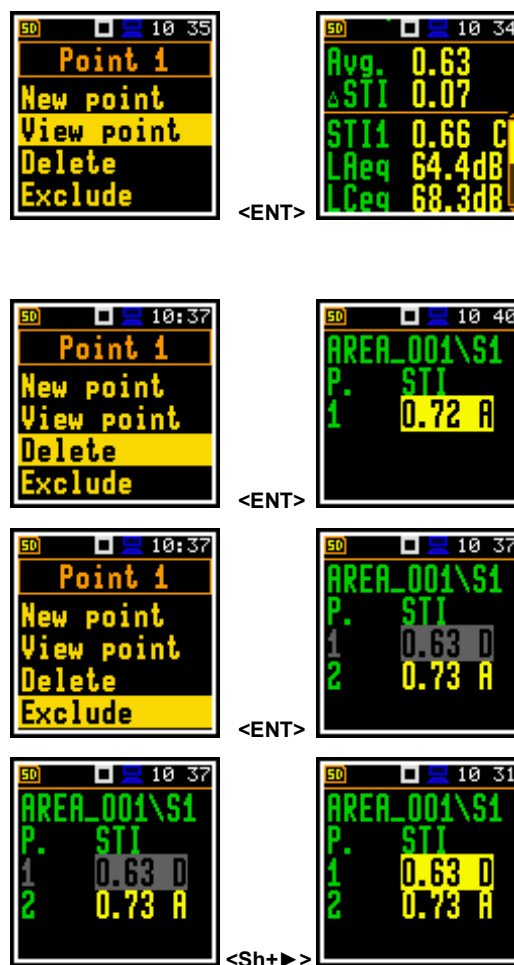 SD 10 35
Point 1
New point
View point
Delete
Exclude
<ENT>
SD 10 34
Avg. 0.63
△STI 0.07
STI1 0.66 C
LAeq 64.4dB
LCeq 68.3dB
SD 10:37
Point 1
New point
View point
Delete
Exclude
<ENT>
SD 10 40
AREA_001\S1
P. STI
1 0.72 A
SD 10:37
Point 1
New point
View point
Delete
Exclude
<ENT>
SD 10 37
AREA_001\S1
P. STI
1 0.63 D
2 0.73 A
SD 10 37
AREA_001\S1
P. STI
1 0.63 D
2 0.73 A
<Sh+►>
SD 10 31
AREA_001\S1
P. STI
1 0.63 D
2 0.73 A